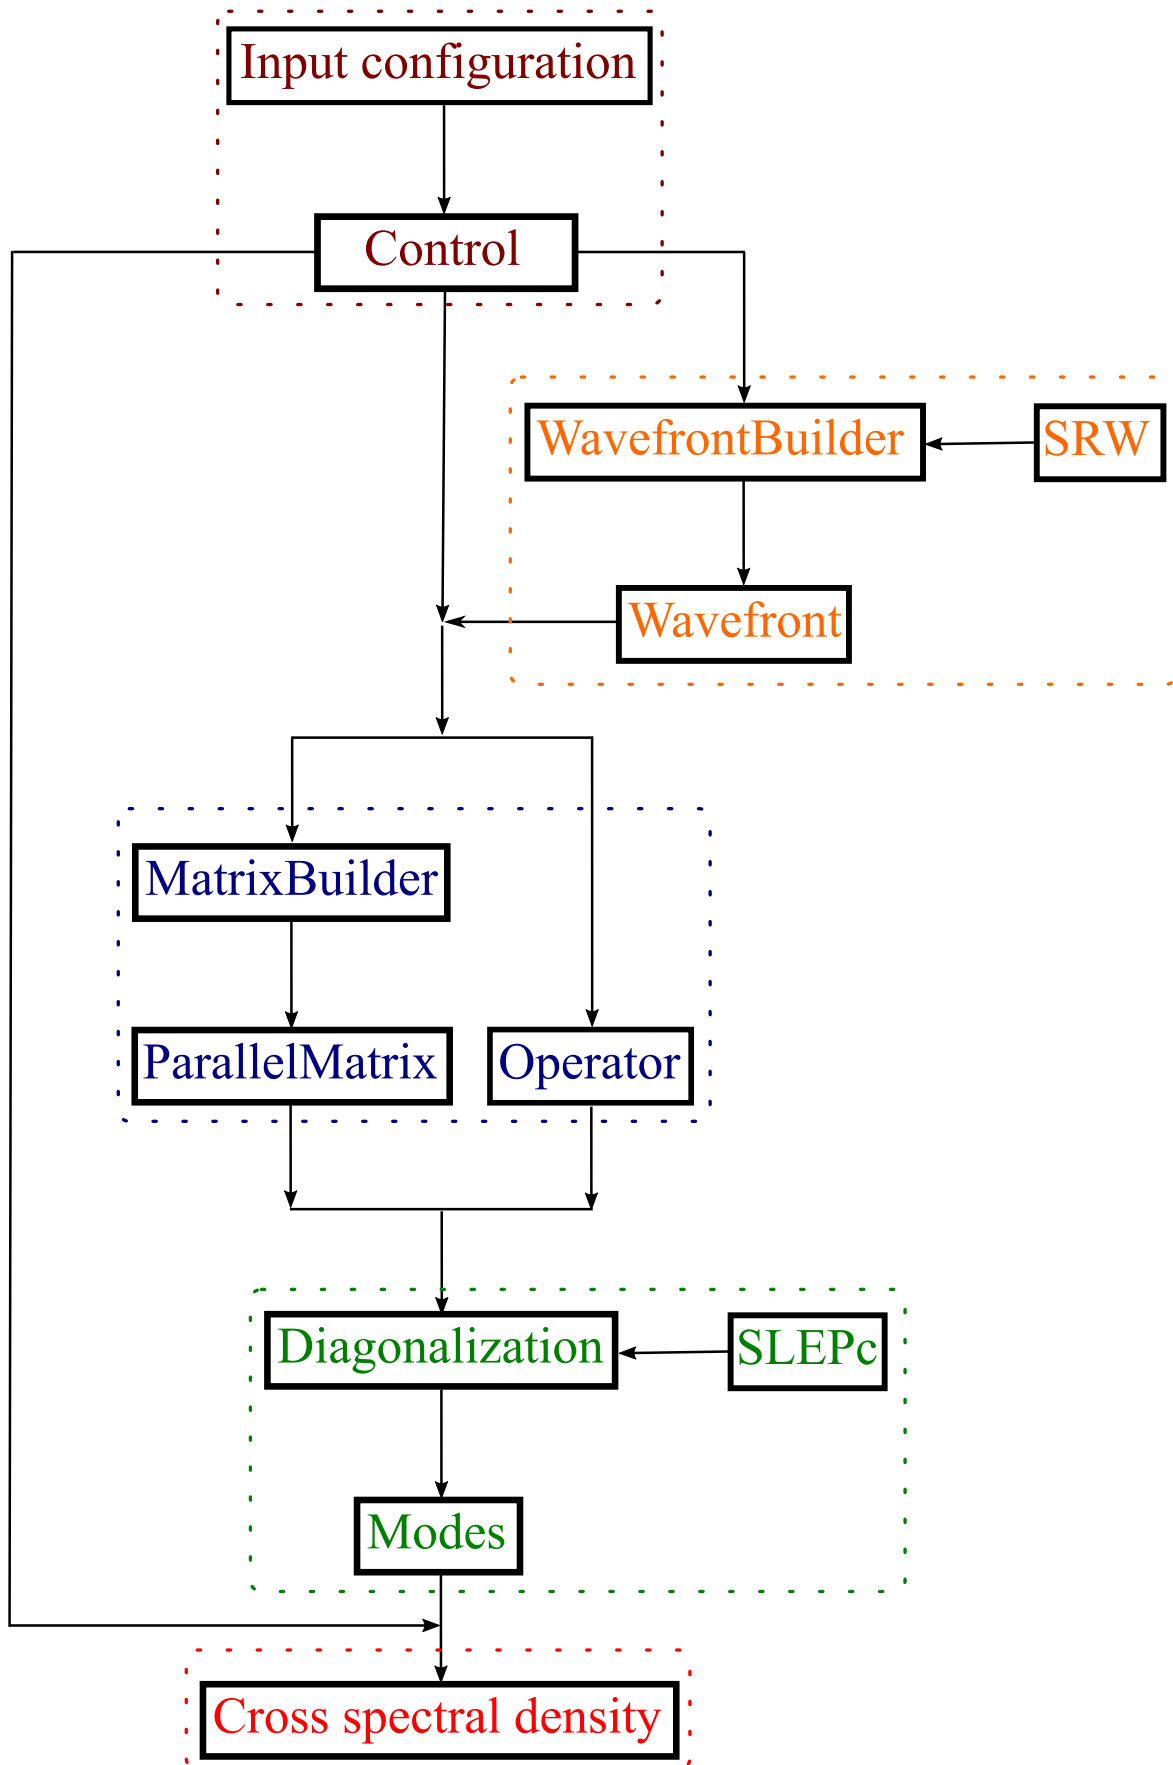 Input configuration
Control
WavefrontBuilder
SRW
Wavefront
MatrixBuilder
ParallelMatrix
Operator
Diagonalization
SLEPc
Modes
Cross spectral density